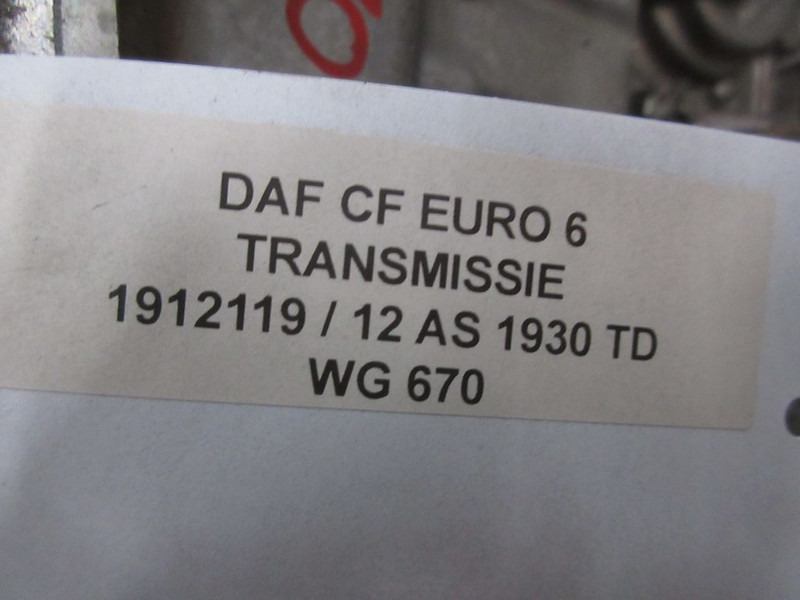 DAF CF EURO 6
TRANSMISSIE
1912119 / 12 AS 1930 TD
WG 670